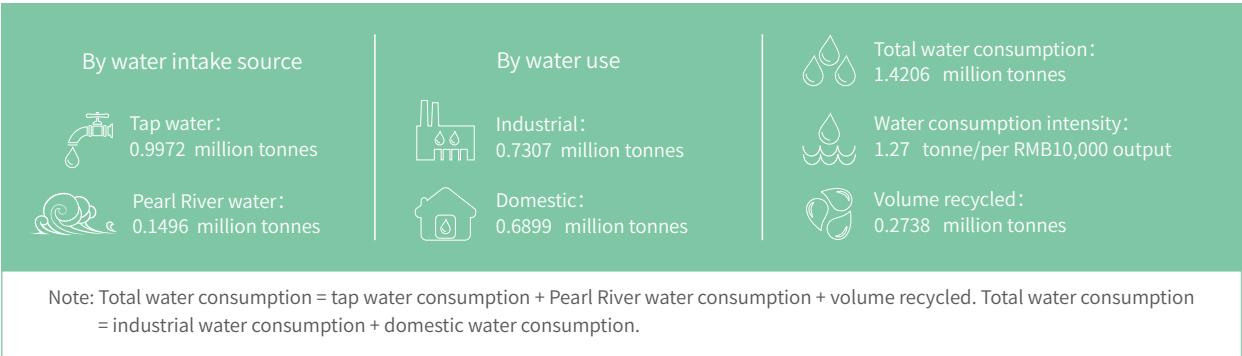 By water intake source
Tap water:
0.9972 million tonnes
Pearl River water:
0.1496 million tonnes
By water use
Industrial:
0.7307 million tonnes
Domestic:
0.6899 million tonnes
Total water consumption:
1.4206 million tonnes
Water consumption intensity:
1.27 tonne/per RMB10,000 output
Volume recycled:
0.2738 million tonnes
Note: Total water consumption = tap water consumption + Pearl River water consumption + volume recycled. Total water consumption
= industrial water consumption + domestic water consumption.